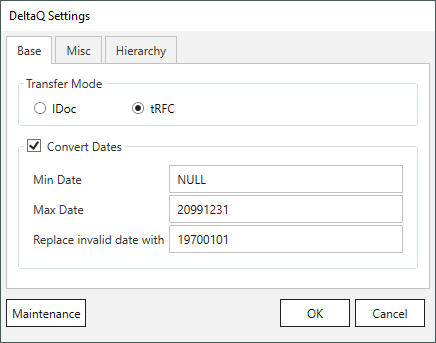 DeltaQ Settings
Base Misc Hierarchy
Transfer Mode
IDoc tRFC
Convert Dates
Min Date NULL
Max Date 20991231
Replace invalid date with 19700101
Maintenance OK Cancel